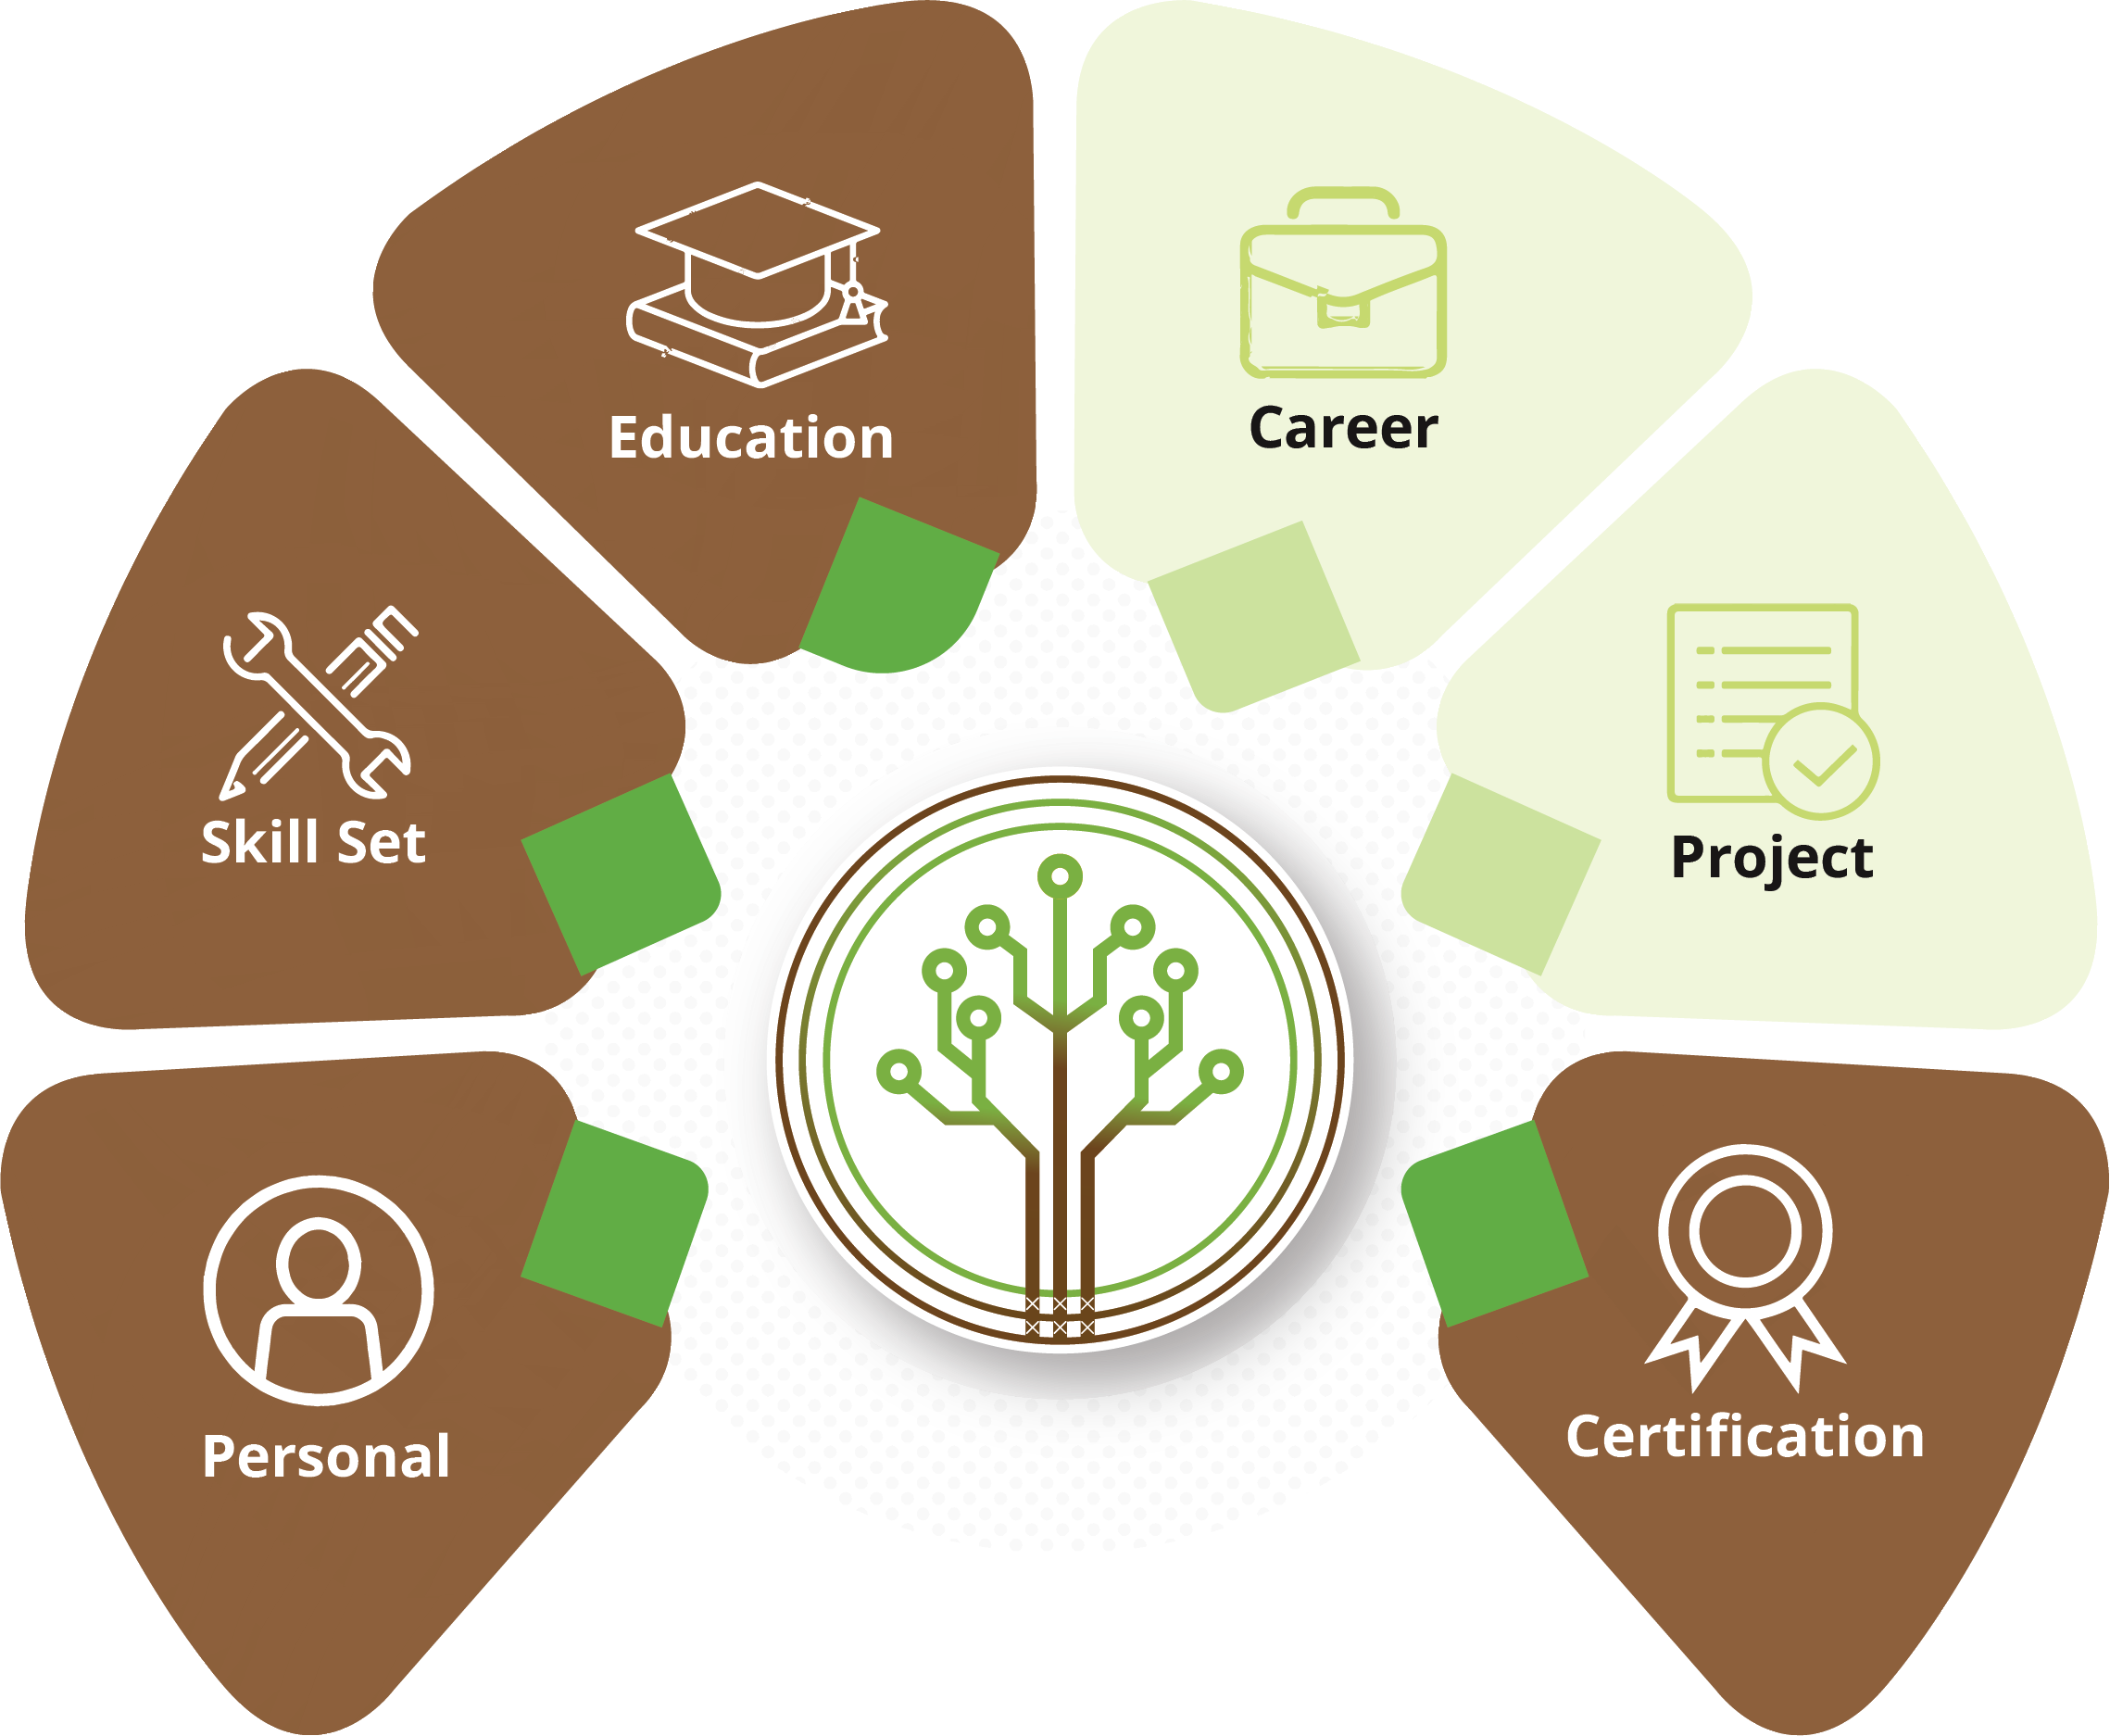 Education
Career
Skill Set
Project
Personal
Certification